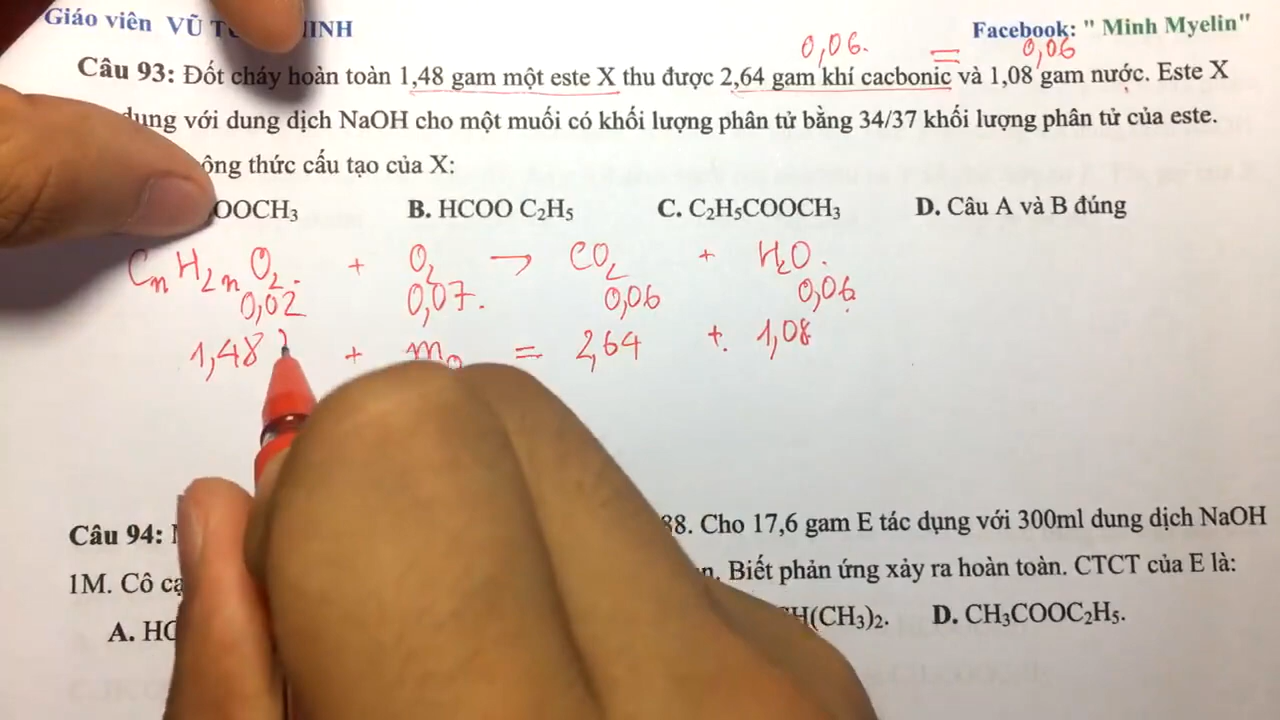 Giáo viên VŨ
Facebook: " Minh Myelin"
0,06. = 0,06
Câu 93: Đốt cháy hoàn toàn 1,48 gam một este X thu được 2,64 gam khí cacbonic và 1,08 gam nước. Este X
dụng với dung dịch NaOH cho một muối có khối lượng phân tử bằng 34/37 khối lượng phân tử của este.
ông thức cấu tạo của X:
OOCH₃ B. HCOO C₂H₅ C. C₂H₅COOCH₃ D. Câu A và B đúng
CₙH₂ₙO₂. + O₂ → CO₂ + H₂O.
0,02 0,07. 0,06 0,06
1,48 + m = 2,64 +. 1,08
Câu 94: 88. Cho 17,6 gam E tác dụng với 300ml dung dịch NaOH
1M. Cô cạ n. Biết phản ứng xảy ra hoàn toàn. CTCT của E là:
A. HC H(CH₃)₂. D. CH₃COOC₂H₅.